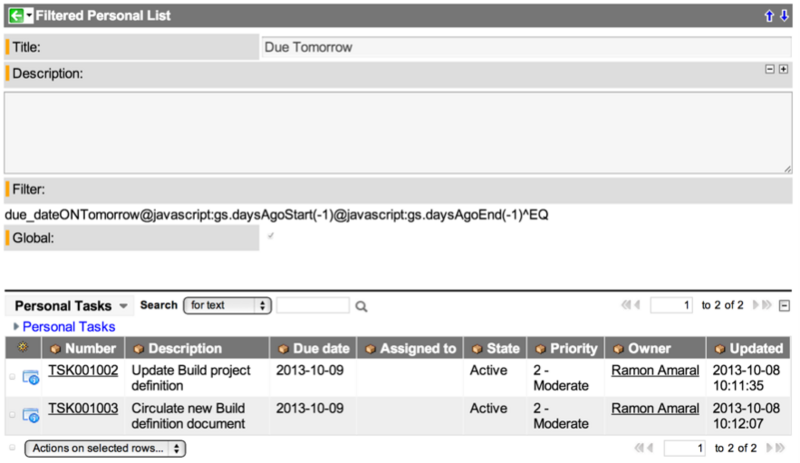 Filtered Personal List
Title: Due Tomorrow
Description:
Filter:
due_dateONTomorrow@javascript:gs.daysAgoStart(-1)@javascript:gs.daysAgoEnd(-1)^EQ
Global:
Personal Tasks Search for text 1 to 2 of 2
Personal Tasks
Number Description Due date Assigned to State Priority Owner Updated
TSK001002 Update Build project 2013-10-09 Active 2 - Ramon Amaral 2013-10-08
definition Moderate 10:11:35
TSK001003 Circulate new Build 2013-10-09 Active 2 - Ramon Amaral 2013-10-08
definition document Moderate 10:12:07
Actions on selected rows... 1 to 2 of 2